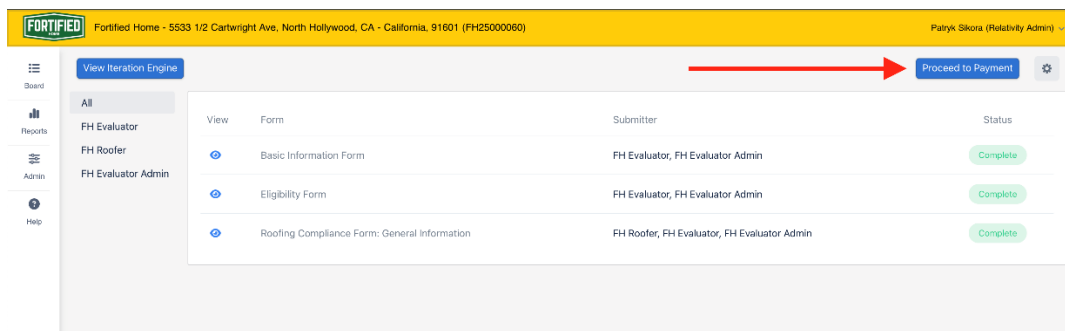 FORTIFIED
HOME
Fortified Home - 5533 1/2 Cartwright Ave, North Hollywood, CA - California, 91601 (FH25000060)
Patryk Sikora (Relativity Admin)
Board
Reports
Admin
Help
View Iteration Engine
Proceed to Payment
All
FH Evaluator
FH Roofer
FH Evaluator Admin
View Form Submitter Status
Basic Information Form FH Evaluator, FH Evaluator Admin Complete
Eligibility Form FH Evaluator, FH Evaluator Admin Complete
Roofing Compliance Form: General Information FH Roofer, FH Evaluator, FH Evaluator Admin Complete